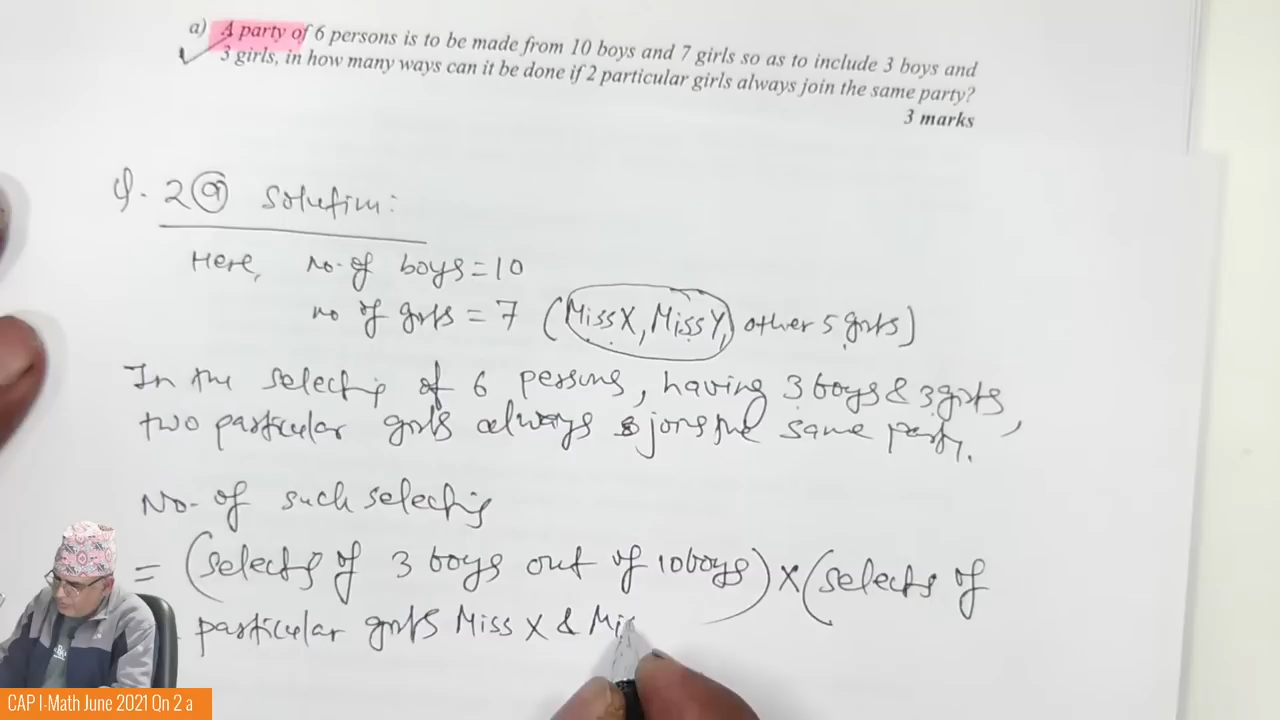 a) A party of 6 persons is to be made from 10 boys and 7 girls so as to include 3 boys and
3 girls, in how many ways can it be done if 2 particular girls always join the same party?
3 marks
Q. 2 (a) Solution:
Here, no. of boys = 10
no of girls = 7 (Miss X, Miss Y, other 5 girls)
In the selection of 6 persons, having 3 boys & 3 girls,
two particular girls always joins the same party.
No. of such selection
= (selects of 3 boys out of 10 boys) × (selects of
particular girls Miss X & Mis
CAP I-Math June 2021 Qn 2 a